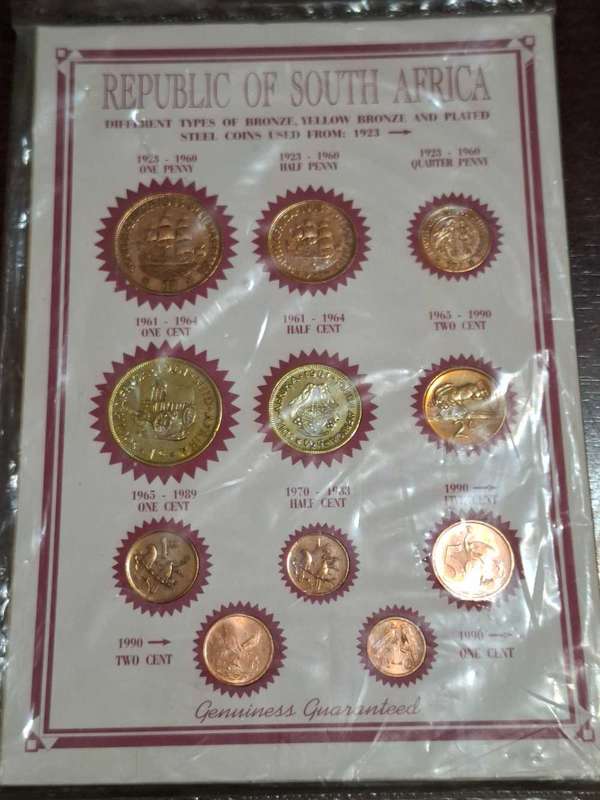 REPUBLIC OF SOUTH AFRICA
DIFFERENT TYPES OF BRONZE, YELLOW BRONZE AND PLATED
STEEL COINS USED FROM: 1923 →
1923 - 1960
ONE PENNY
1923 - 1960
HALF PENNY
1923 - 1960
QUARTER PENNY
1961 - 1964
ONE CENT
1961 - 1964
HALF CENT
1965 - 1990
TWO CENT
1965 - 1989
ONE CENT
1970 - 1983
HALF CENT
1990 →
FIVE CENT
1990 →
TWO CENT
1990 →
ONE CENT
Genuiness Guaranteed